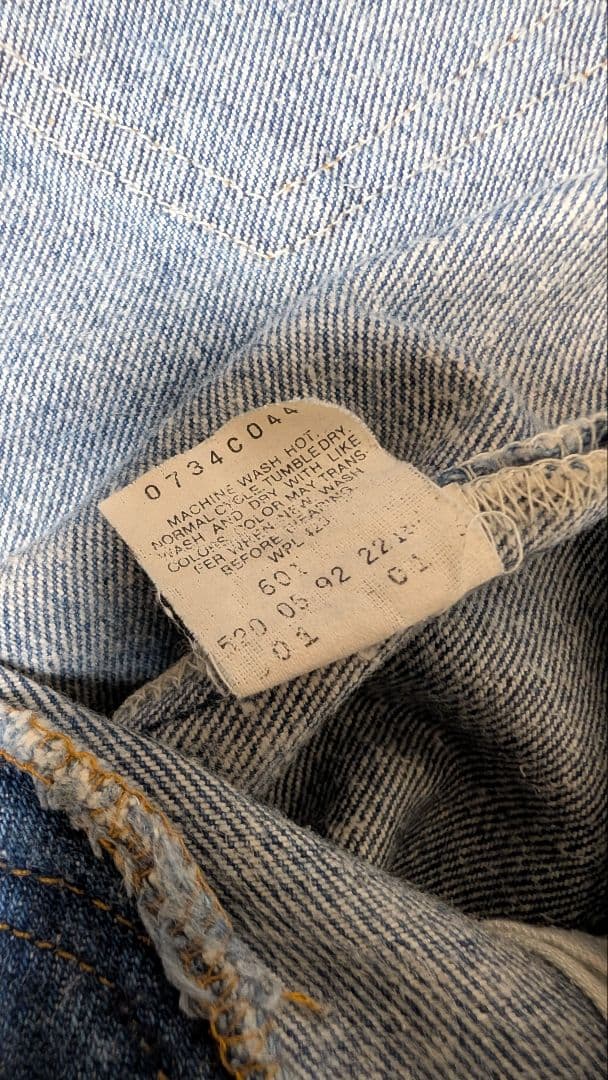 0734C044
MACHINE WASH HOT
NORMAL CYCLE, TUMBLE DRY.
WASH AND DRY WITH LIKE
COLORS. COLOR MAY TRANS-
FER WHEN NEW. WASH
BEFORE WEARING.
WPL 423
601
520 05 92
01 C1